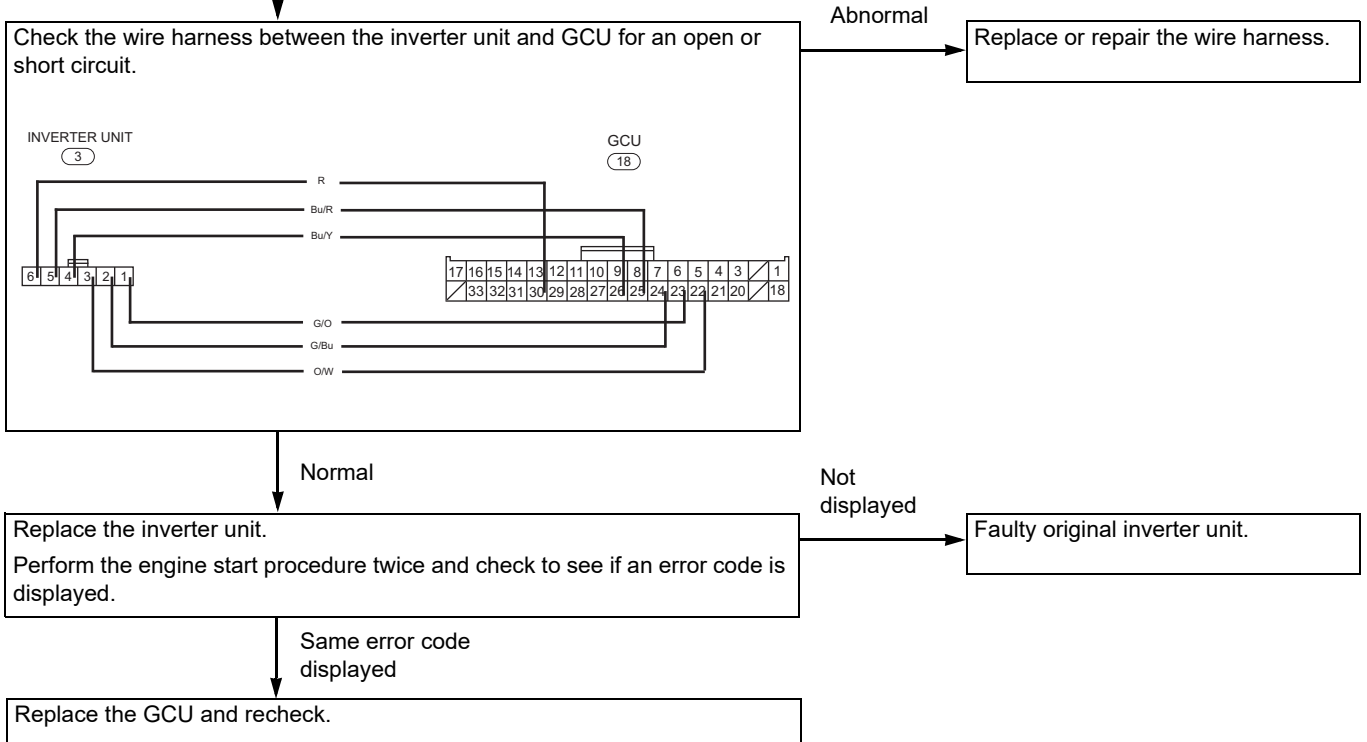 Abnormal
Check the wire harness between the inverter unit and GCU for an open or
short circuit.
Replace or repair the wire harness.
INVERTER UNIT
3
GCU
18
R
Bu/R
Bu/Y
6 5 4 3 2 1
17 16 15 14 13 12 11 10 9 8 7 6 5 4 3 1
33 32 31 30 29 28 27 26 25 24 23 22 21 20 18
G/O
G/Bu
O/W
Normal
Not
displayed
Replace the inverter unit.
Perform the engine start procedure twice and check to see if an error code is
displayed.
Faulty original inverter unit.
Same error code
displayed
Replace the GCU and recheck.